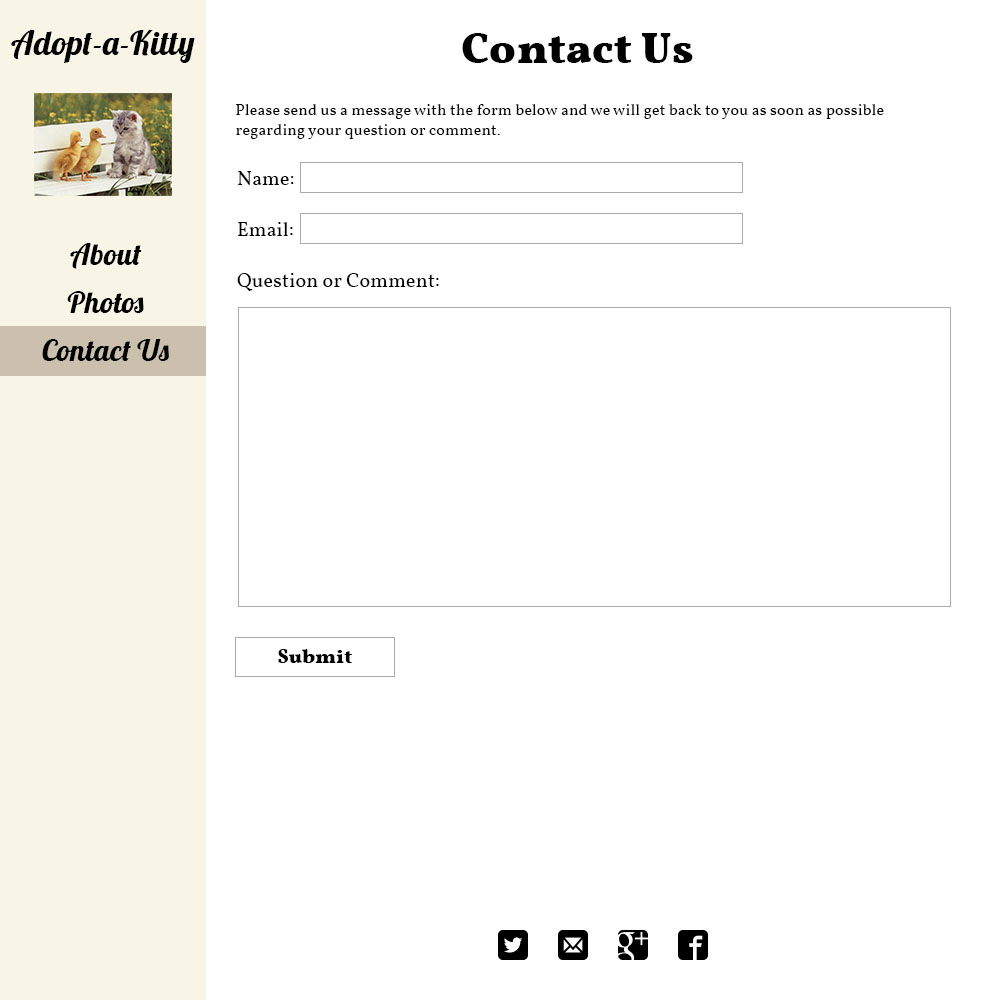 Adopt-a-Kitty
About
Photos
Contact Us
Contact Us
Please send us a message with the form below and we will get back to you as soon as possible
regarding your question or comment.
Name:
Email:
Question or Comment:
Submit
g+